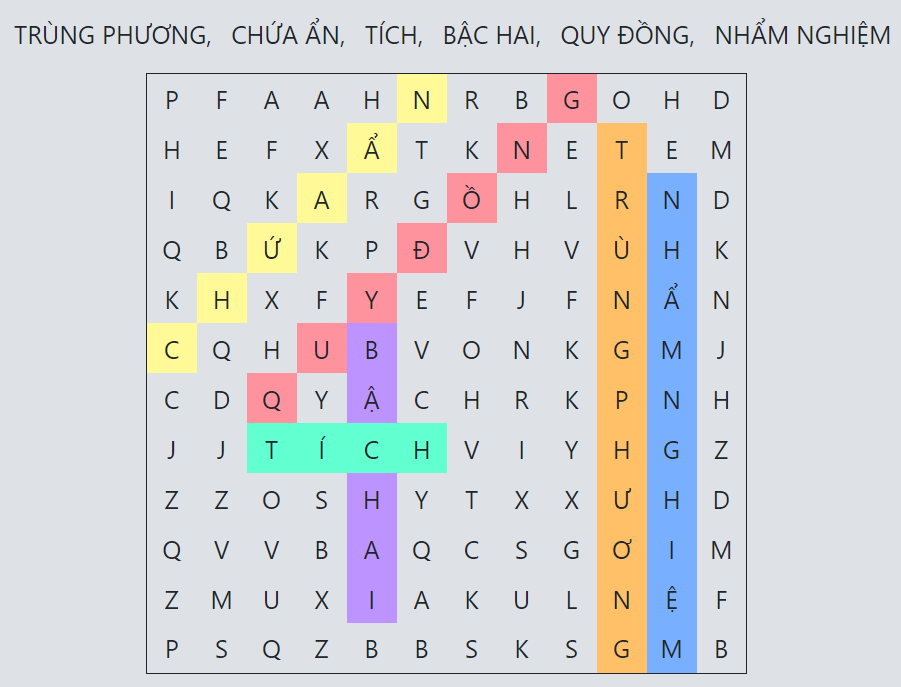 TRÙNG PHƯƠNG, CHỨA ẨN, TÍCH, BẬC HAI, QUY ĐỒNG, NHẨM NGHIỆM
P F A A H N R B G O H D
H E F X Ẩ T K N E T E M
I Q K A R G Ồ H L R N D
Q B Ứ K P Đ V H V Ù H K
K H X F Y E F J F N Ẩ N
C Q H U B V O N K G M J
C D Q Y Ậ C H R K P N H
J J T Í C H V I Y H G Z
Z Z O S H Y T X X Ư H D
Q V V B A Q C S G Ơ I M
Z M U X I A K U L N Ệ F
P S Q Z B B S K S G M B